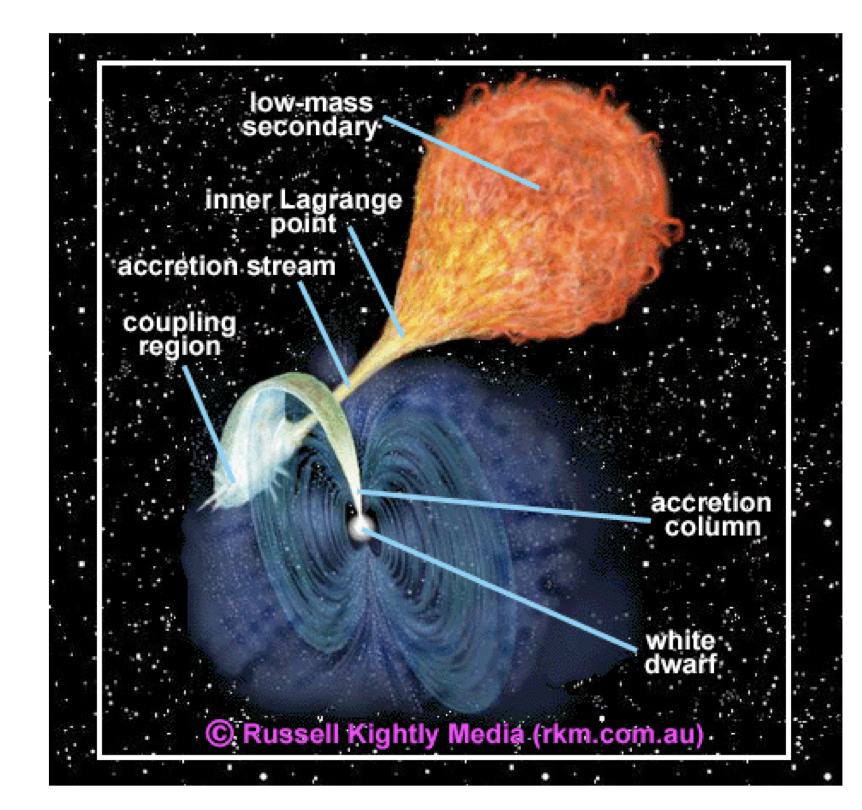 low-mass
secondary
inner Lagrange
point
accretion stream
coupling
region
accretion
column
white
dwarf
© Russell Kightly Media (rkm.com.au)